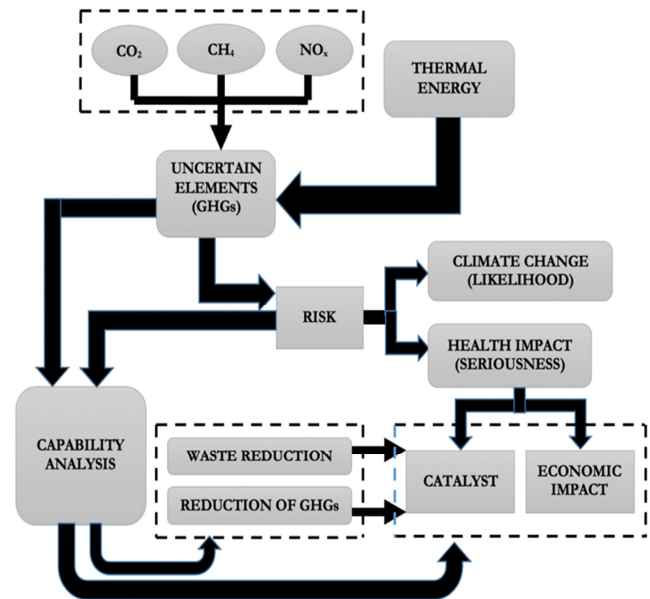 CO₂
CH₄
NOₓ
THERMAL
ENERGY
UNCERTAIN
ELEMENTS
(GHGs)
CLIMATE CHANGE
(LIKELIHOOD)
RISK
HEALTH IMPACT
(SERIOUSNESS)
CAPABILITY
ANALYSIS
WASTE REDUCTION
REDUCTION OF GHGs
CATALYST
ECONOMIC
IMPACT